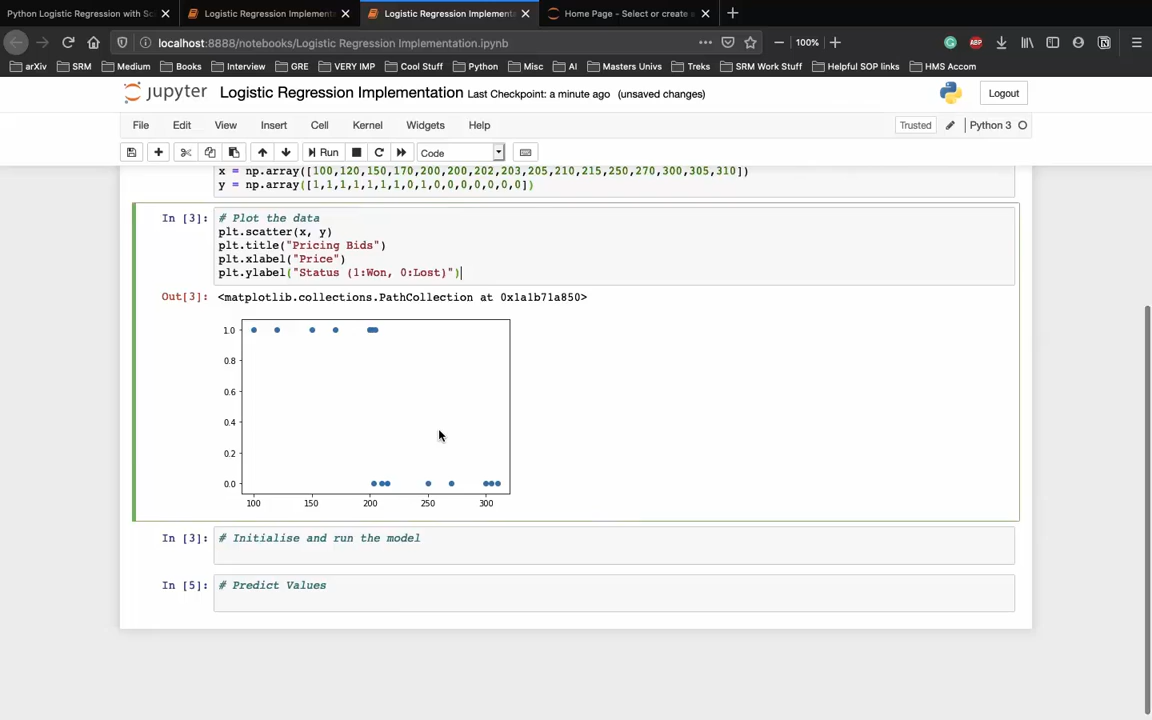 Python Logistic Regression with Sc
Logistic Regression Implementa
Logistic Regression Implementa
Home Page - Select or create a
localhost:8888/notebooks/Logistic Regression Implementation.ipynb
100%
ABP
arXiv SRM Medium Books Interview GRE VERY IMP Cool Stuff Python Misc AI Masters Univs Treks SRM Work Stuff Helpful SOP links HMS Accom
jupyter Logistic Regression Implementation Last Checkpoint: a minute ago (unsaved changes) Logout
File Edit View Insert Cell Kernel Widgets Help Trusted Python 3
Run Code
x = np.array([100,120,150,170,200,200,202,203,205,210,215,250,270,300,305,310])
y = np.array([1,1,1,1,1,1,1,0,1,0,0,0,0,0,0,0])
In [3]: # Plot the data
plt.scatter(x, y)
plt.title("Pricing Bids")
plt.xlabel("Price")
plt.ylabel("Status (1:Won, 0:Lost)")
Out[3]: <matplotlib.collections.PathCollection at 0x1a1b71a850>
1.0
0.8
0.6
0.4
0.2
0.0
100 150 200 250 300
In [3]: # Initialise and run the model
In [5]: # Predict Values